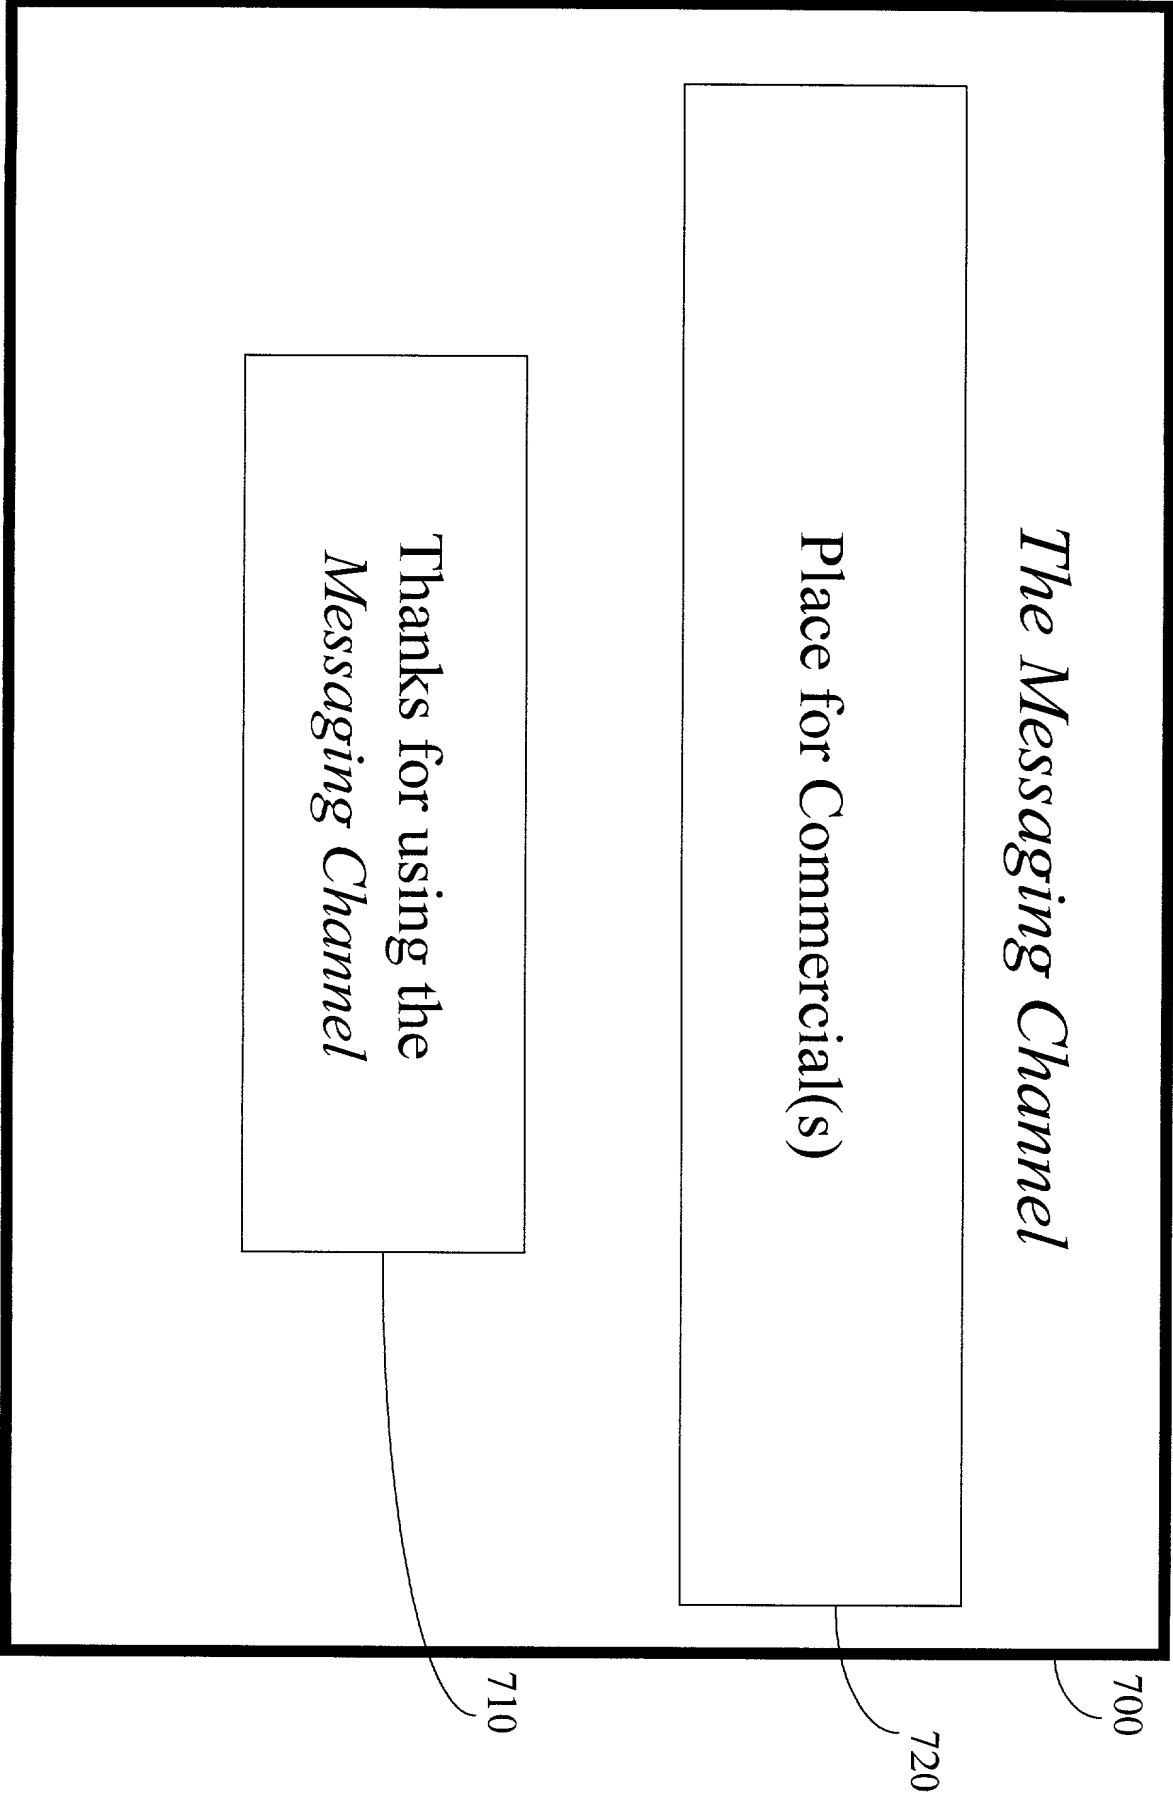 The Messaging Channel
700
Place for Commercial(s)
720
Thanks for using the
Messaging Channel
710